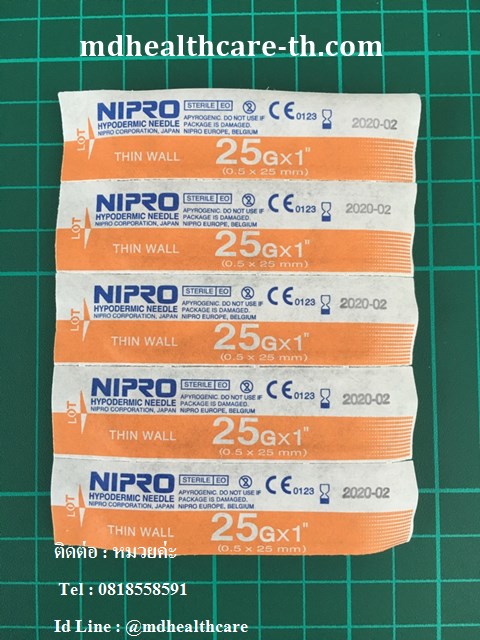 mdhealthcare-th.com
NIPRO STERILE EO CE 0123 2020-02
HYPODERMIC NEEDLE APYROGENIC. DO NOT USE IF
NIPRO CORPORATION, JAPAN PACKAGE IS DAMAGED.
NIPRO EUROPE, BELGIUM
LOT
THIN WALL 25G×1"
(0.5 x 25 mm)
NIPRO STERILE EO CE 0123 2020-02
HYPODERMIC NEEDLE APYROGENIC. DO NOT USE IF
NIPRO CORPORATION, JAPAN PACKAGE IS DAMAGED.
NIPRO EUROPE, BELGIUM
LOT
THIN WALL 25G×1"
(0.5 x 25 mm)
NIPRO STERILE EO CE 0123 2020-02
HYPODERMIC NEEDLE APYROGENIC. DO NOT USE IF
NIPRO CORPORATION, JAPAN PACKAGE IS DAMAGED.
NIPRO EUROPE, BELGIUM
LOT
THIN WALL 25G×1"
(0.5 x 25 mm)
NIPRO STERILE EO CE 0123 2020-02
HYPODERMIC NEEDLE APYROGENIC. DO NOT USE IF
NIPRO CORPORATION, JAPAN PACKAGE IS DAMAGED.
NIPRO EUROPE, BELGIUM
LOT
THIN WALL 25G×1"
(0.5 x 25 mm)
NIPRO STERILE EO CE 0123 2020-02
HYPODERMIC NEEDLE APYROGENIC. DO NOT USE IF
NIPRO CORPORATION, JAPAN PACKAGE IS DAMAGED.
NIPRO EUROPE, BELGIUM
LOT
THIN WALL 25G×1"
(0.5 x 25 mm)
ติดต่อ : หมวยค่ะ
Tel : 0818558591
Id Line : @mdhealthcare